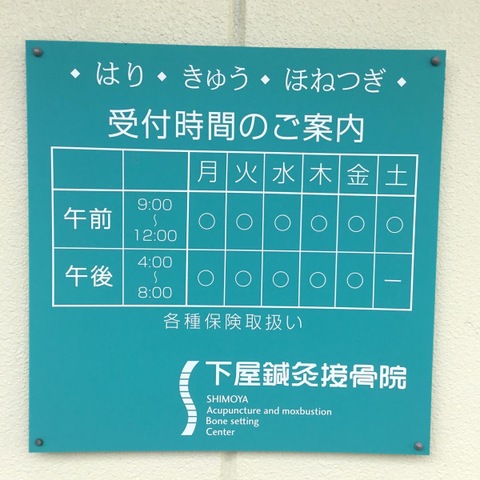 ◆ はり ◆ きゅう ◆ ほねつぎ ◆
受付時間のご案内
月 火 水 木 金 土
午前 9:00～12:00 ○ ○ ○ ○ ○ ○
午後 4:00～8:00 ○ ○ ○ ○ ○ ー
各種保険取扱い
下屋鍼灸接骨院
SHIMOYA
Acupuncture and moxbustion
Bone setting
Center